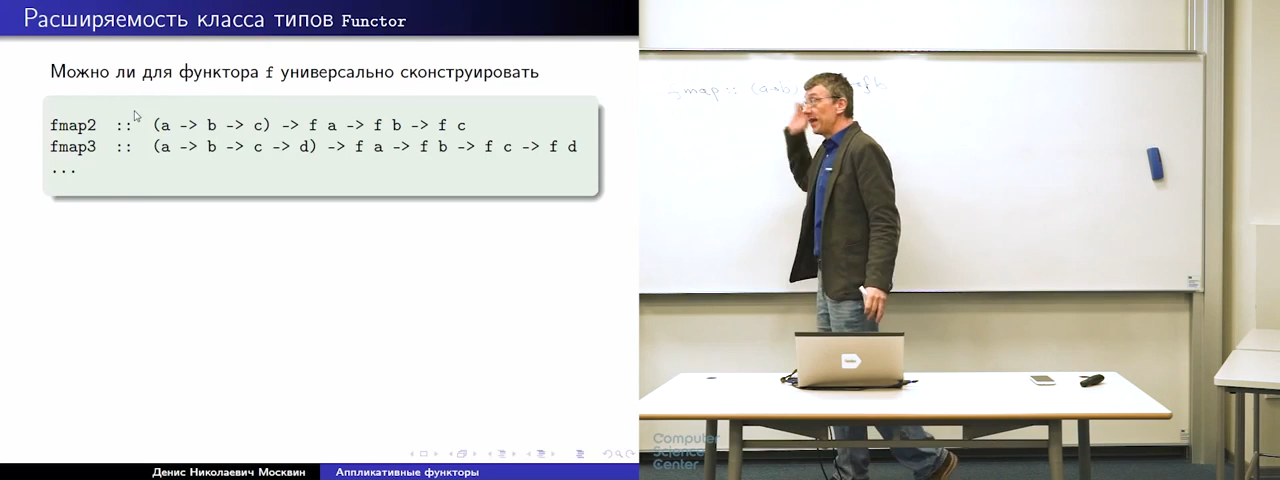 Расширяемость класса типов Functor
Можно ли для функтора f универсально сконструировать
fmap2 :: (a -> b -> c) -> f a -> f b -> f c
fmap3 :: (a -> b -> c -> d) -> f a -> f b -> f c -> f d
...
Денис Николаевич Москвин
Аппликативные функторы
fmap :: (a→b)
f b
Computer
Science
Center